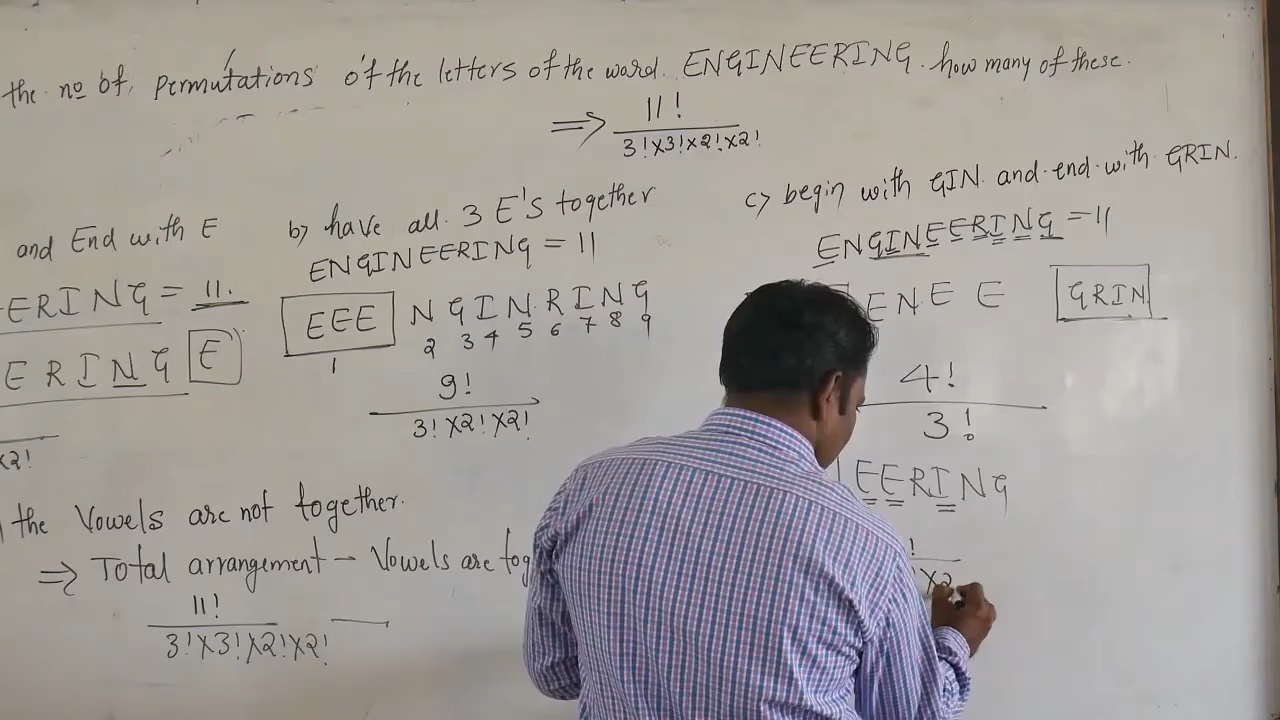 the no of permutations of the letters of the word ENGINEERING. how many of these.
⟹ 11! / 3!×3!×2!×2!
and End with E
ERING = 11.
ERING E
×2!
b) have all 3 E's together
ENGINEERING = 11
EEE N G I N R I N G
1 2 3 4 5 6 7 8 9
9! / 3!×2!×2!
c) begin with GIN and end with GRIN.
ENGINEERING = 11
E N E E GRIN
4! / 3!
the Vowels are not together.
⟹ Total arrangement – Vowels are tog
11! / 3!×3!×2!×2! –
EERING
! / ×2